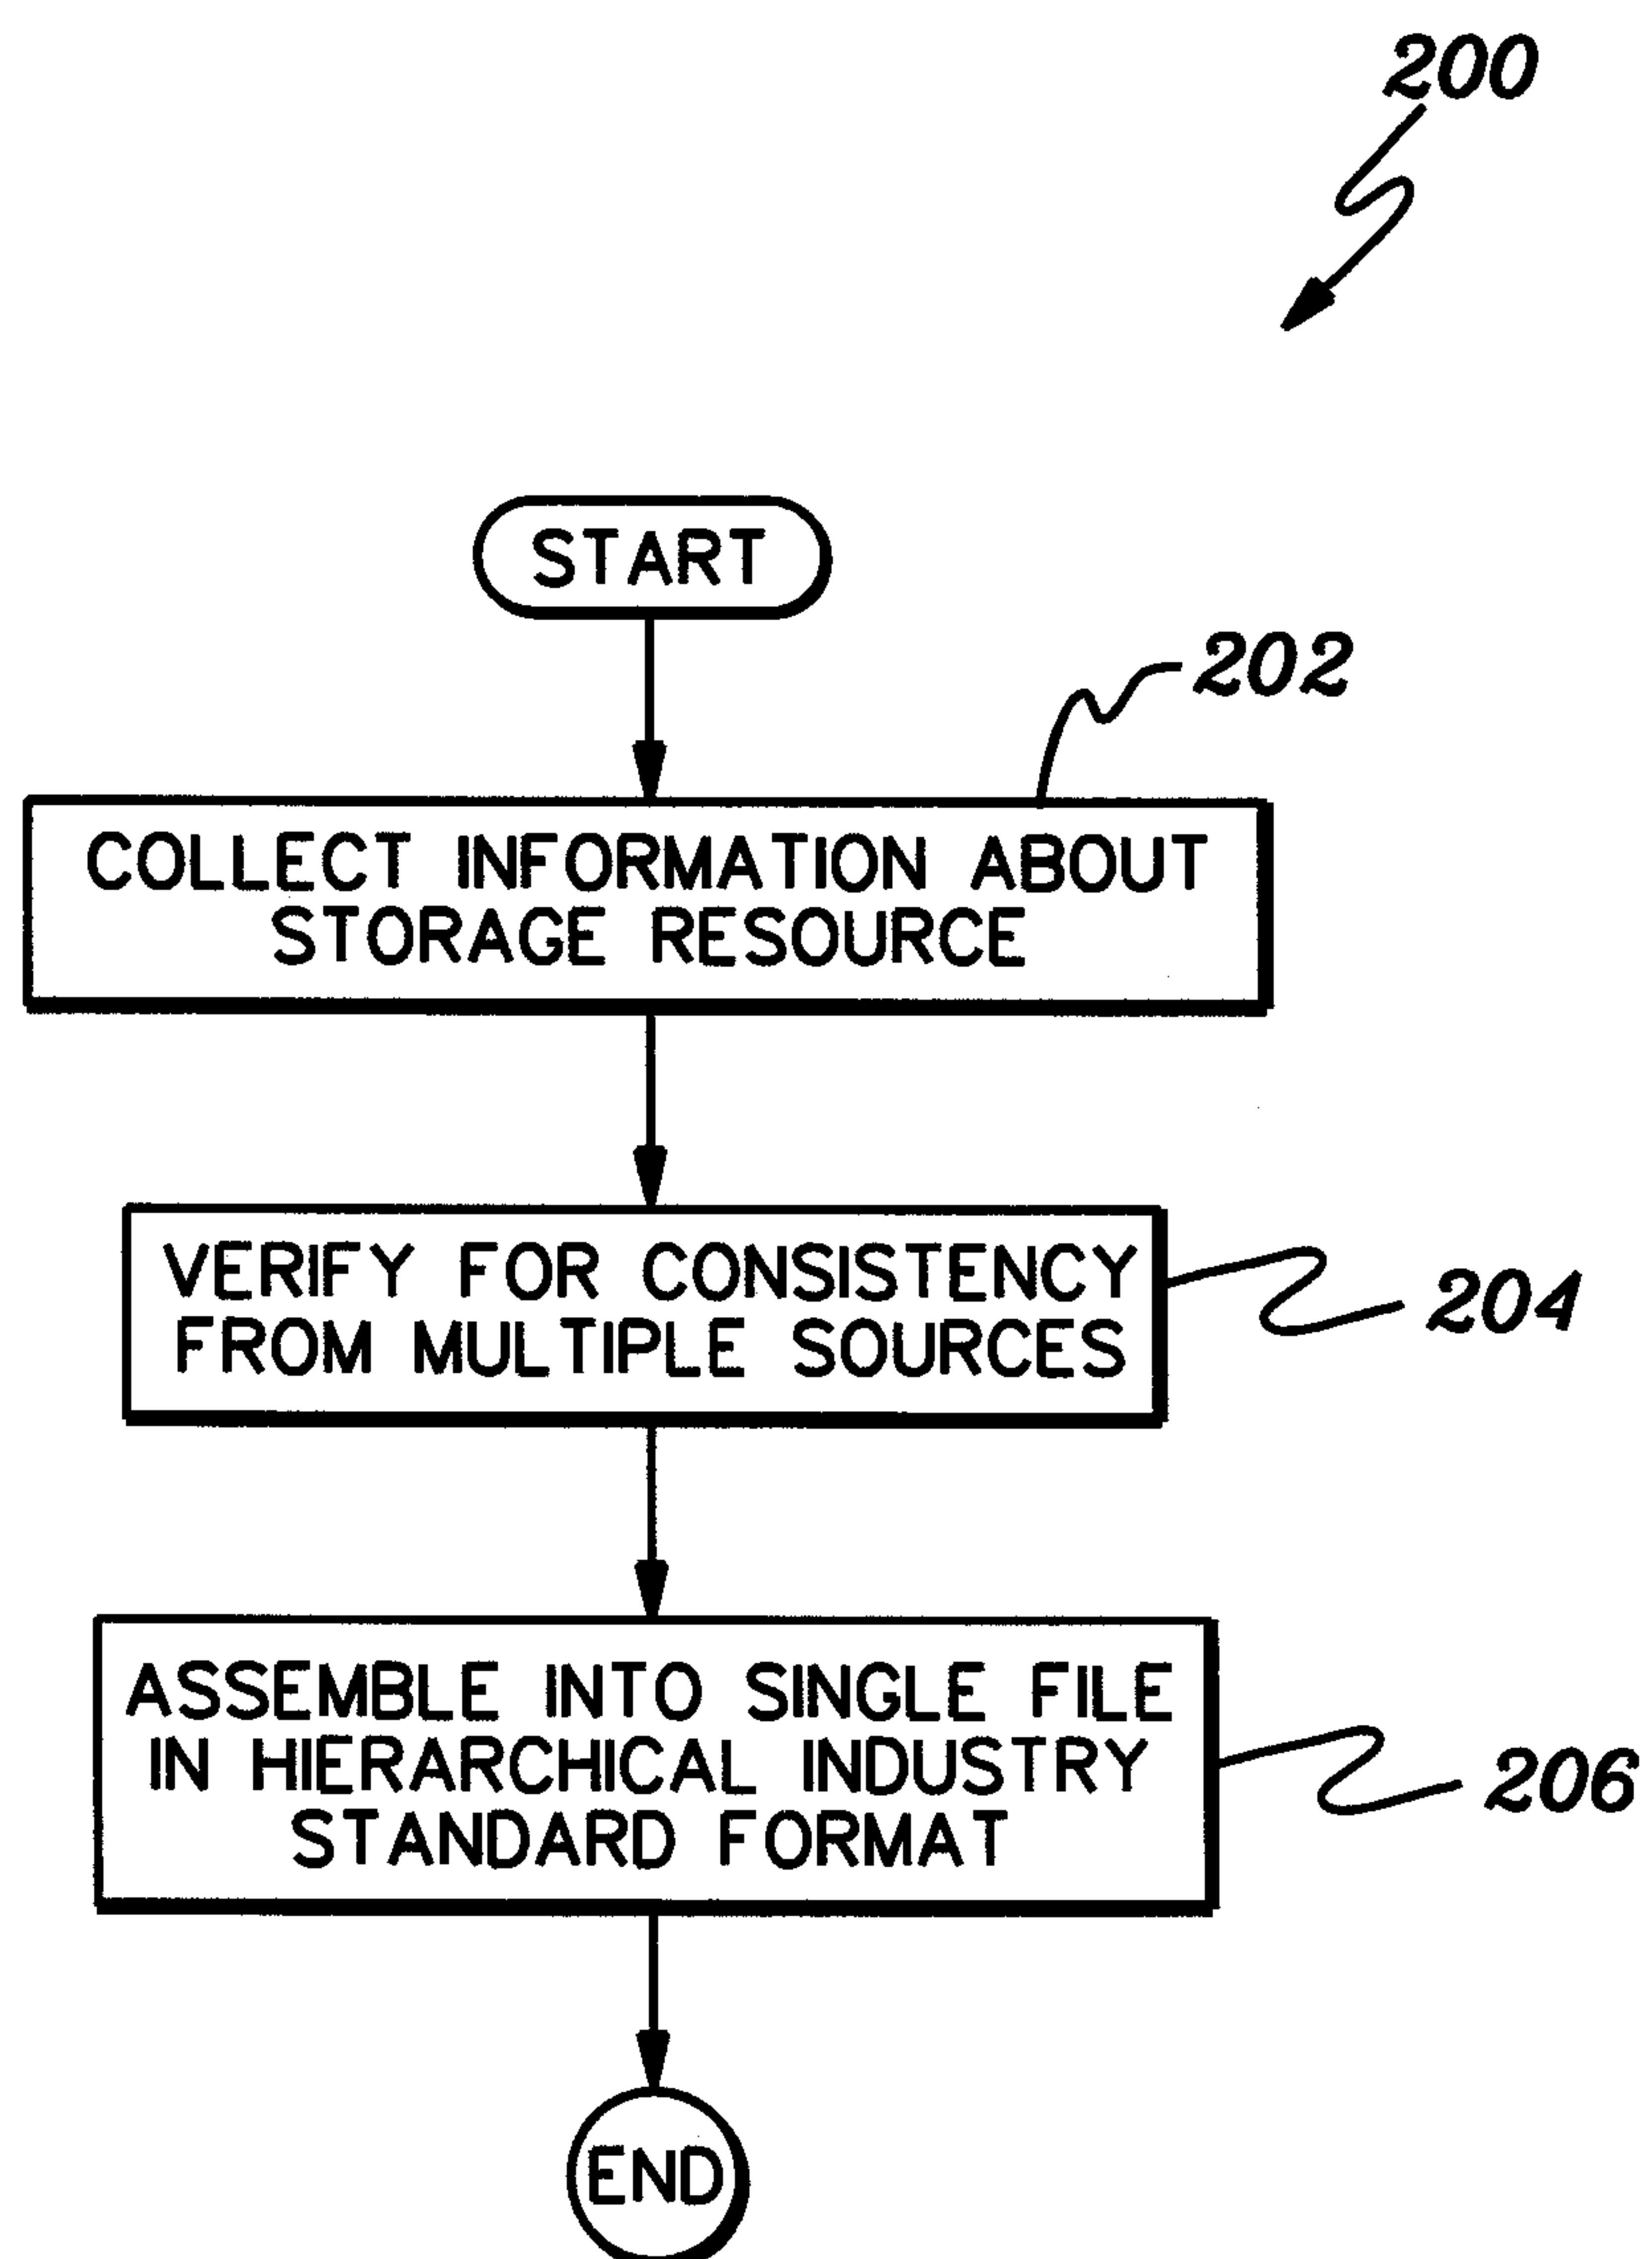 200
START
202
COLLECT INFORMATION ABOUT
STORAGE RESOURCE
VERIFY FOR CONSISTENCY
FROM MULTIPLE SOURCES
204
ASSEMBLE INTO SINGLE FILE
IN HIERARCHICAL INDUSTRY
STANDARD FORMAT
206
END